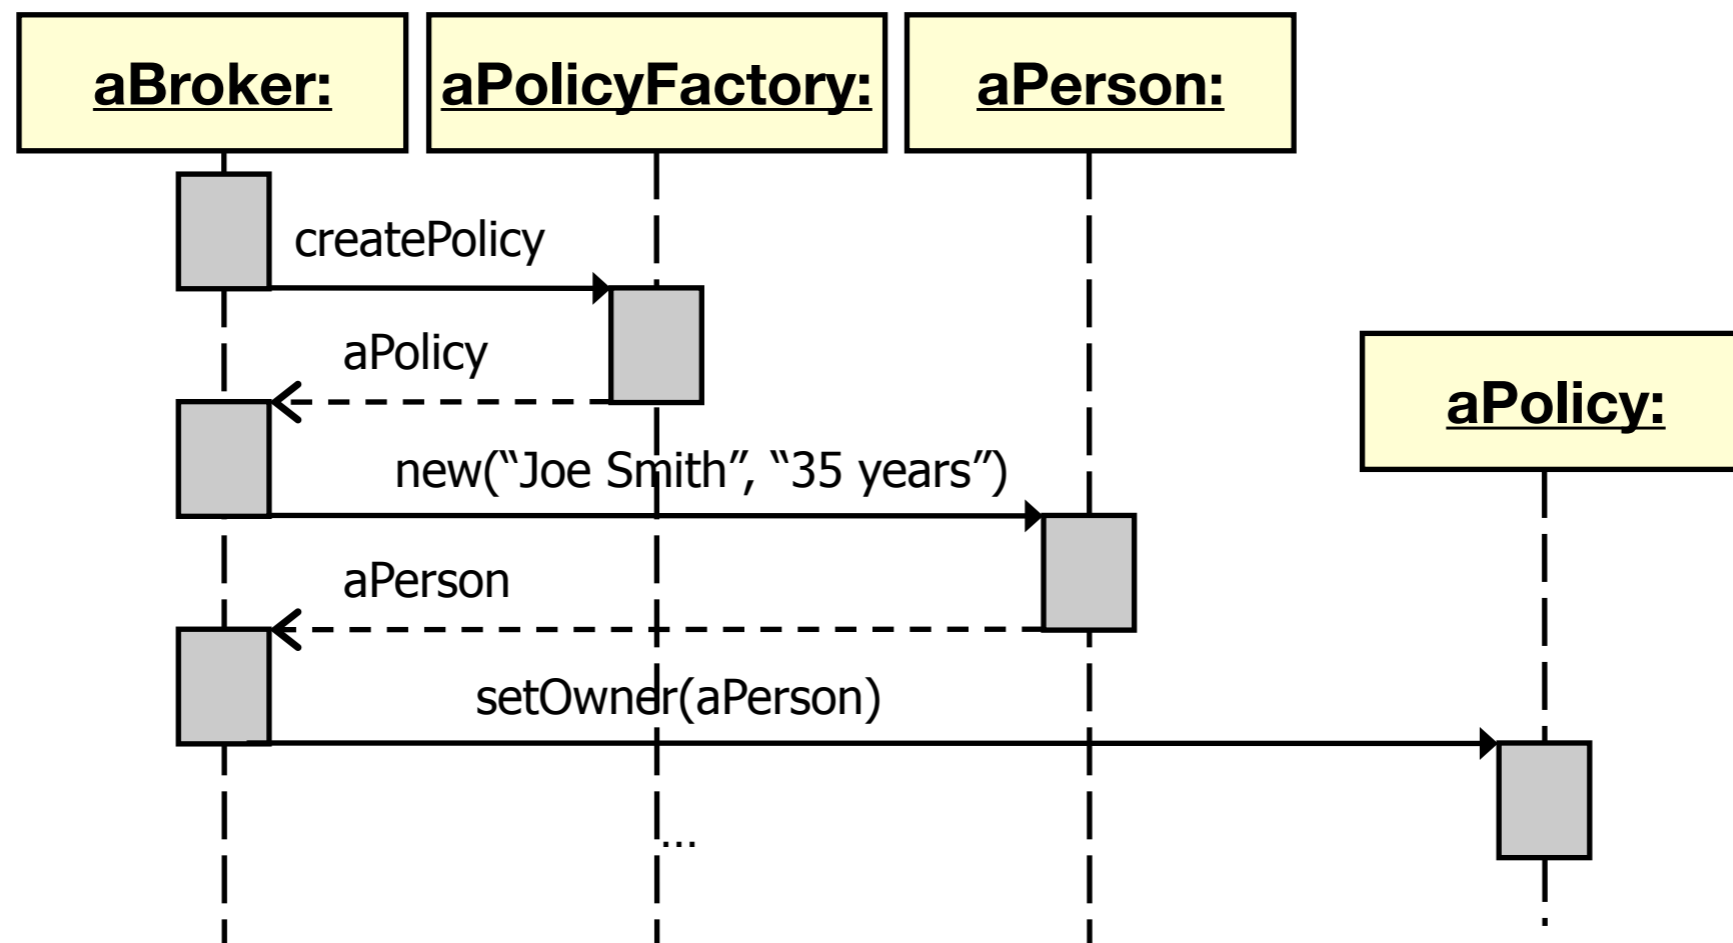 aBroker:
aPolicyFactory:
aPerson:
createPolicy
aPolicy
aPolicy:
new(“Joe Smith”, “35 years”)
aPerson
setOwner(aPerson)
...